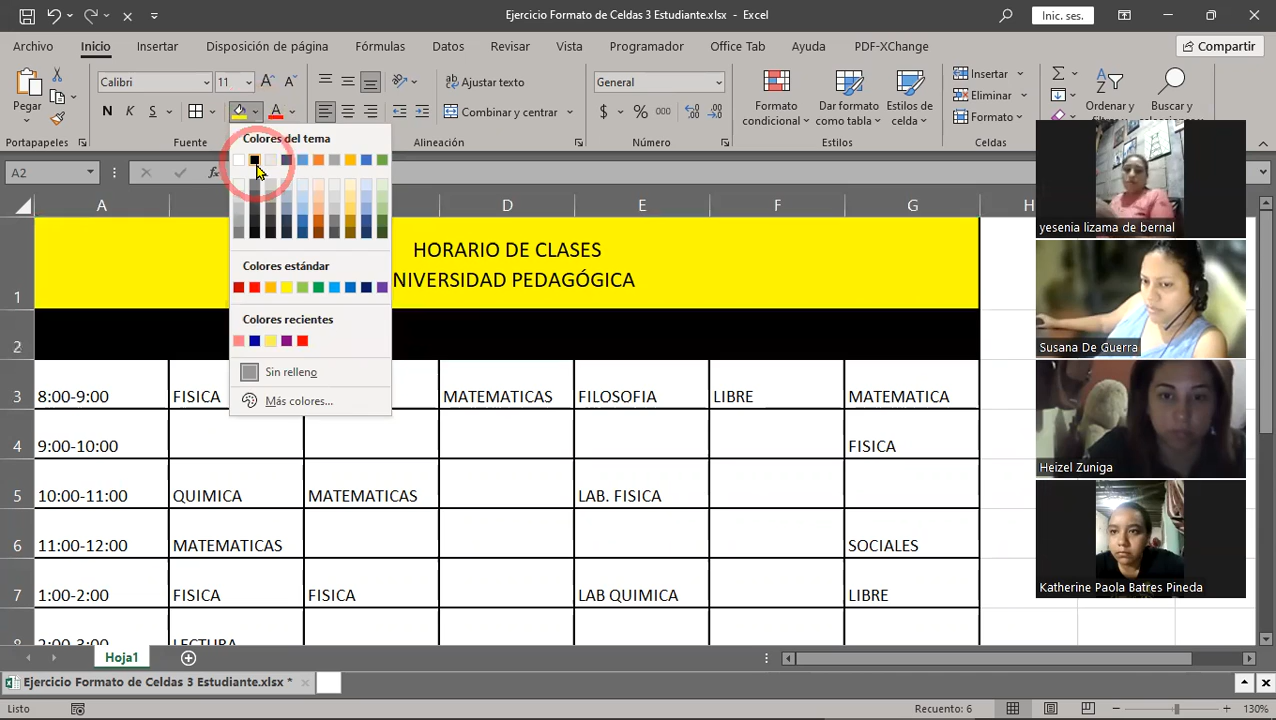 Ejercicio Formato de Celdas 3 Estudiante.xlsx - Excel
Inic. ses.
Archivo Inicio Insertar Disposición de página Fórmulas Datos Revisar Vista Programador Office Tab Ayuda PDF-XChange Compartir
Pegar
Calibri 11
N K S
Ajustar texto
Combinar y centrar
General
$ % 000
Formato condicional
Dar formato como tabla
Estilos de celda
Insertar
Eliminar
Formato
Ordenar y
Buscar y
Portapapeles Fuente Alineación Número Estilos Celdas
Colores del tema
Colores estándar
Colores recientes
Sin relleno
Más colores...
A2
A D E F G H
1 HORARIO DE CLASES
NIVERSIDAD PEDAGÓGICA
2
3 8:00-9:00 FISICA MATEMATICAS FILOSOFIA LIBRE MATEMATICA
4 9:00-10:00 FISICA
5 10:00-11:00 QUIMICA MATEMATICAS LAB. FISICA
6 11:00-12:00 MATEMATICAS SOCIALES
7 1:00-2:00 FISICA FISICA LAB QUIMICA LIBRE
8 2:00-3:00 LECTURA
yesenia lizama de bernal
Susana De Guerra
Heizel Zuniga
Katherine Paola Batres Pineda
Hoja1
Ejercicio Formato de Celdas 3 Estudiante.xlsx *
Listo
Recuento: 6
130%